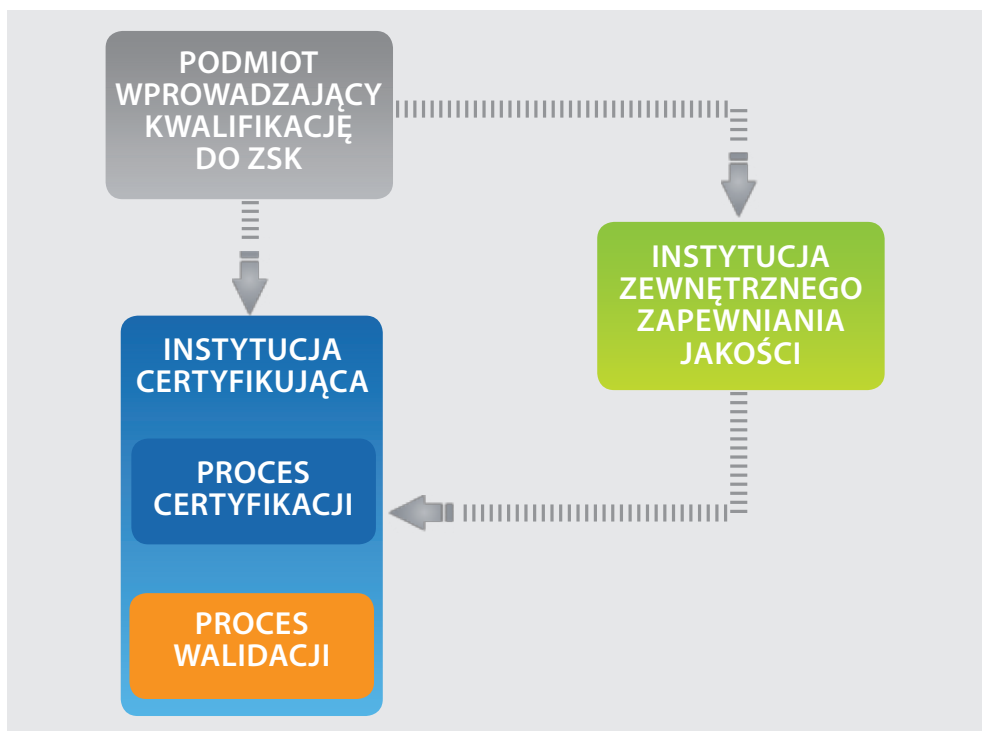 PODMIOT
WPROWADZAJĄCY
KWALIFIKACJĘ
DO ZSK
INSTYTUCJA
ZEWNĘTRZNEGO
ZAPEWNIANIA
JAKOŚCI
INSTYTUCJA
CERTYFIKUJĄCA
PROCES
CERTYFIKACJI
PROCES
WALIDACJI